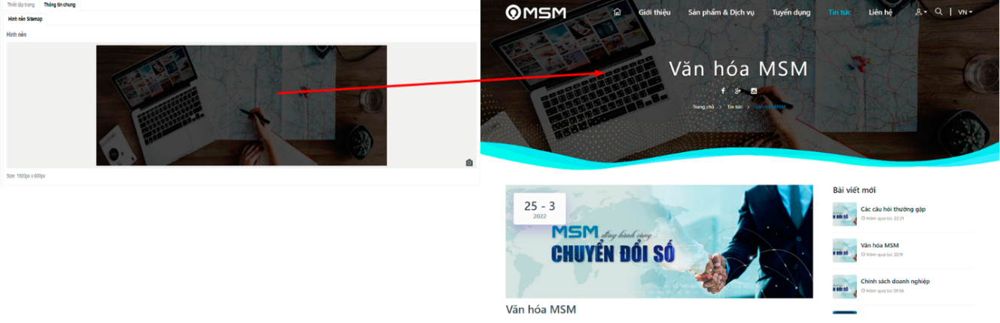 Thiết lập trang Thông tin chung
Hình nền Sitemap
Hình nền
Size: 1920px x 600px
MSM
Giới thiệu Sản phẩm & Dịch vụ Tuyển dụng Tin tức Liên hệ VN
Văn hóa MSM
Trang chủ > Tin tức > Văn hóa MSM
25 - 3
2022
MSM đồng hành cùng
CHUYỂN ĐỔI SỐ
Văn hóa MSM
Bài viết mới
Các câu hỏi thường gặp
Hôm qua lúc 22:21
Văn hóa MSM
Hôm qua lúc 22:11
Chính sách doanh nghiệp
Hôm qua lúc 01:56